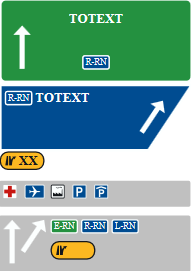 TOTEXT
R-RN
R-RN TOTEXT
XX
P P
E-RN R-RN L-RN